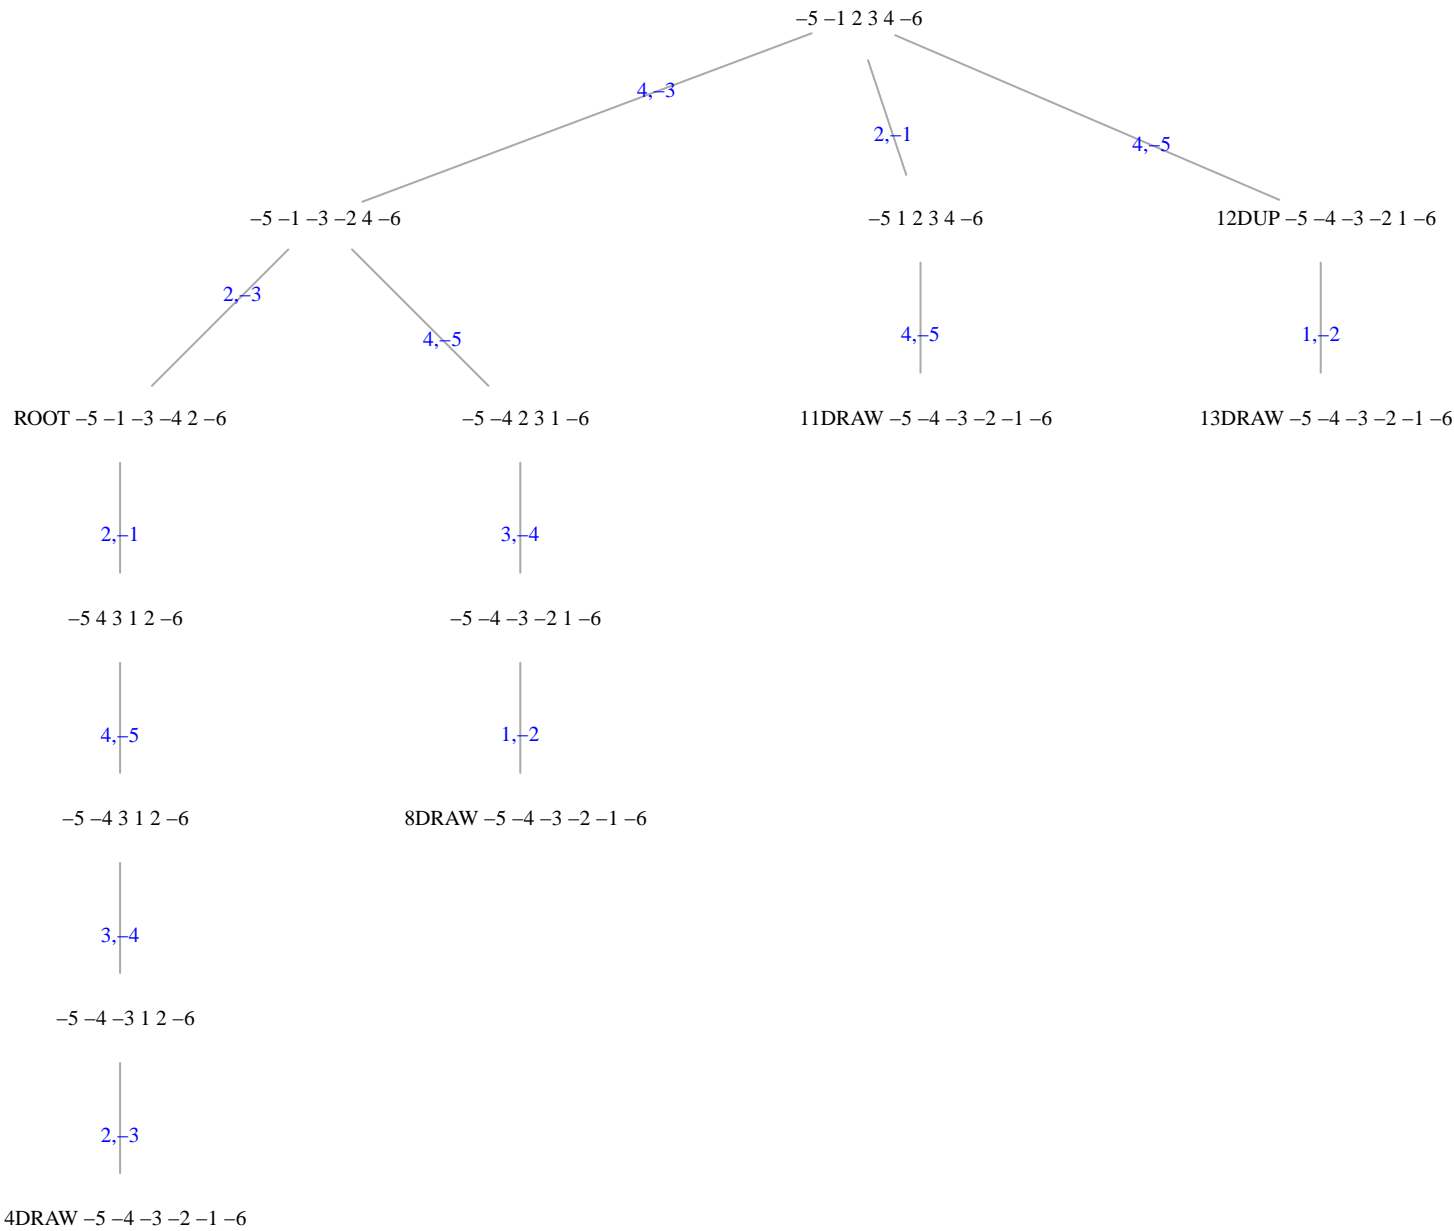 –5 –1 2 3 4 –6
4,–3
2,–1
4,–5
–5 –1 –3 –2 4 –6
–5 1 2 3 4 –6
12DUP –5 –4 –3 –2 1 –6
2,–3
4,–5
4,–5
1,–2
ROOT –5 –1 –3 –4 2 –6
–5 –4 2 3 1 –6
11DRAW –5 –4 –3 –2 –1 –6
13DRAW –5 –4 –3 –2 –1 –6
2,–1
3,–4
–5 4 3 1 2 –6
–5 –4 –3 –2 1 –6
4,–5
1,–2
–5 –4 3 1 2 –6
8DRAW –5 –4 –3 –2 –1 –6
3,–4
–5 –4 –3 1 2 –6
2,–3
4DRAW –5 –4 –3 –2 –1 –6